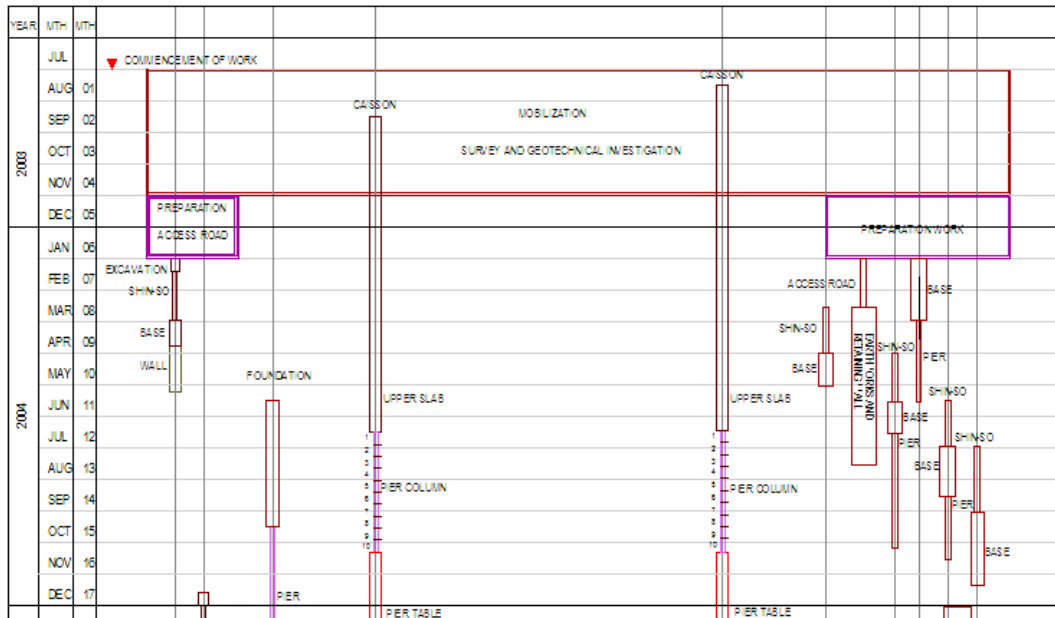 YEAR MTH MTH
JUL
COMMENCEMENT OF WORK
CAISSON
AUG 01
CAISSON
MOBILIZATION
SEP 02
2003
OCT 03
SURVEY AND GEOTECHNICAL INVESTIGATION
NOV 04
DEC 05
PREPARATION
ACCESS ROAD
PREPARATION WORK
JAN 06
EXCAVATION
FEB 07
ACCESS ROAD
SHIN-SO
BASE
MAR 08
BASE
SHIN-SO
EARTH WORKS AND
RETAINING WALL
APR 09
SHIN-SO
PIER
WALL
BASE
MAY 10
FOUNDATION
SHIN-SO
2004
JUN 11
UPPER SLAB
UPPER SLAB
BASE
JUL 12
1
2
3
4
5
6
7
8
9
10
1
2
3
4
5
6
7
8
9
10
PIER
SHIN-SO
AUG 13
BASE
PIER COLUMN
PIER COLUMN
SEP 14
PIER
OCT 15
BASE
NOV 16
DEC 17
PIER
PIER TABLE
PIER TABLE